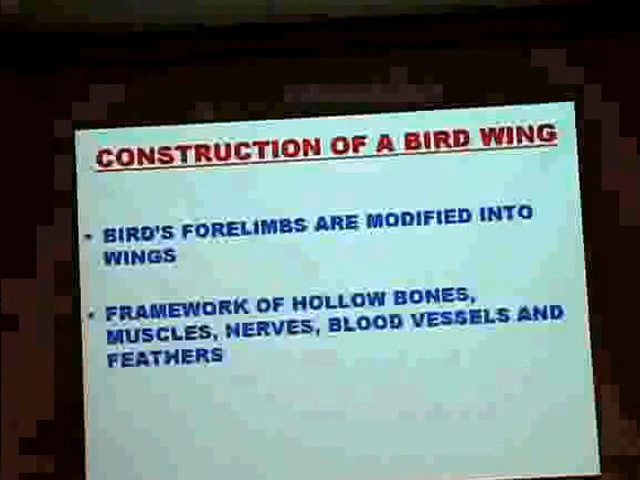 CONSTRUCTION OF A BIRD WING
• BIRD'S FORELIMBS ARE MODIFIED INTO
WINGS
• FRAMEWORK OF HOLLOW BONES,
MUSCLES, NERVES, BLOOD VESSELS AND
FEATHERS